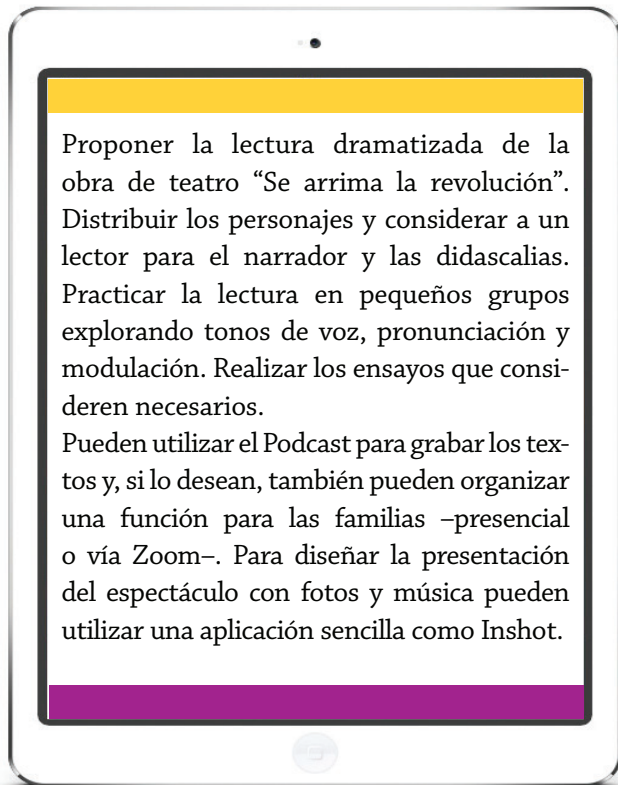 Proponer la lectura dramatizada de la
obra de teatro “Se arrima la revolución”.
Distribuir los personajes y considerar a un
lector para el narrador y las didascalias.
Practicar la lectura en pequeños grupos
explorando tonos de voz, pronunciación y
modulación. Realizar los ensayos que consi-
deren necesarios.
Pueden utilizar el Podcast para grabar los tex-
tos y, si lo desean, también pueden organizar
una función para las familias –presencial
o vía Zoom–. Para diseñar la presentación
del espectáculo con fotos y música pueden
utilizar una aplicación sencilla como Inshot.